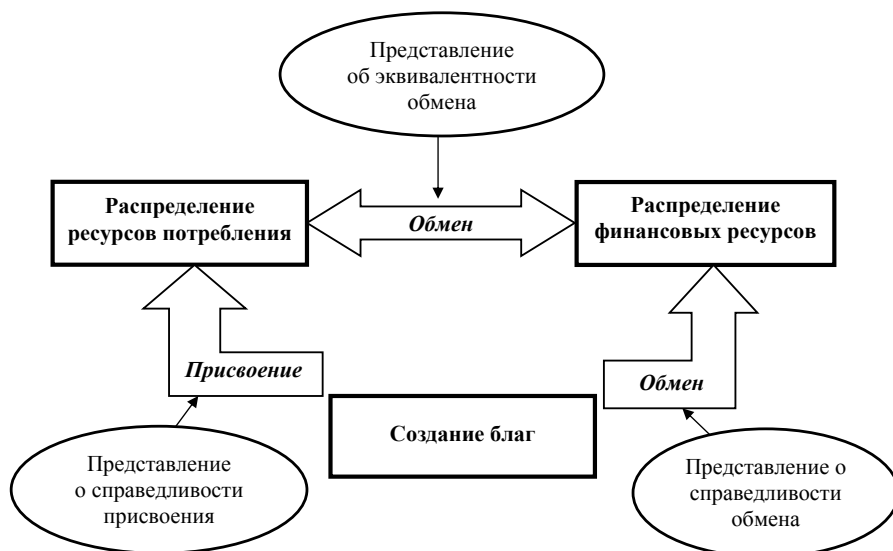 Представление
об эквивалентности
обмена
Распределение
ресурсов потребления
Обмен
Распределение
финансовых ресурсов
Присвоение
Обмен
Создание благ
Представление
о справедливости
присвоения
Представление о
справедливости
обмена